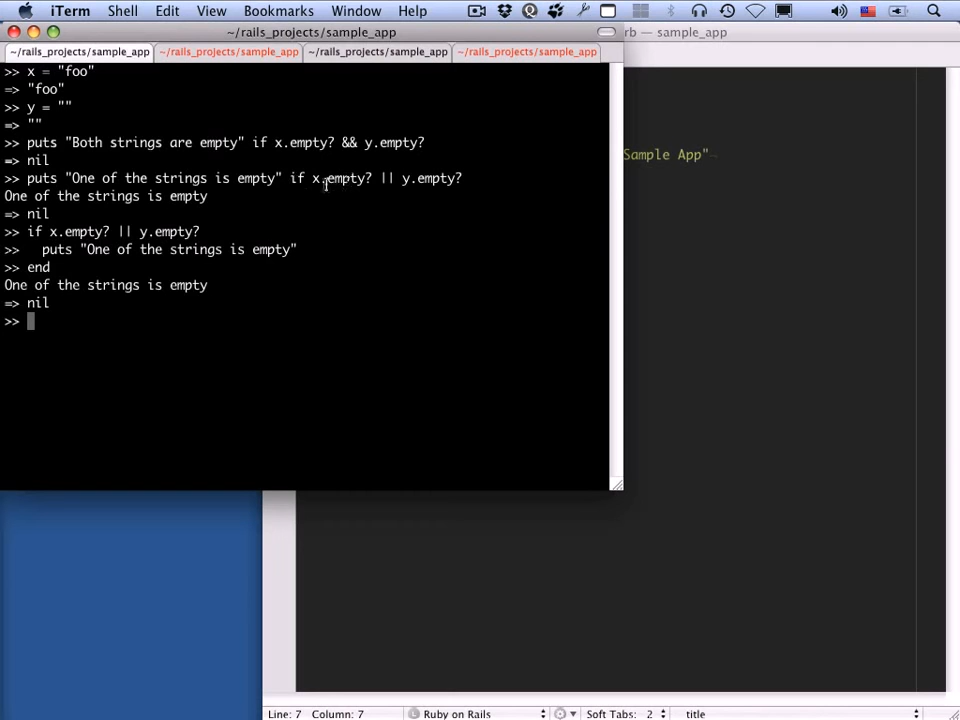 iTerm Shell Edit View Bookmarks Window Help
~/rails_projects/sample_app
rb — sample_app
~/rails_projects/sample_app ~/rails_projects/sample_app ~/rails_projects/sample_app ~/rails_projects/sample_app
>> x = "foo"
=> "foo"
>> y = ""
=> ""
>> puts "Both strings are empty" if x.empty? && y.empty?
=> nil
>> puts "One of the strings is empty" if x.empty? || y.empty?
One of the strings is empty
=> nil
>> if x.empty? || y.empty?
>>   puts "One of the strings is empty"
>> end
One of the strings is empty
=> nil
>>
Sample App"¬
Line: 7 Column: 7 Ruby on Rails Soft Tabs: 2 title